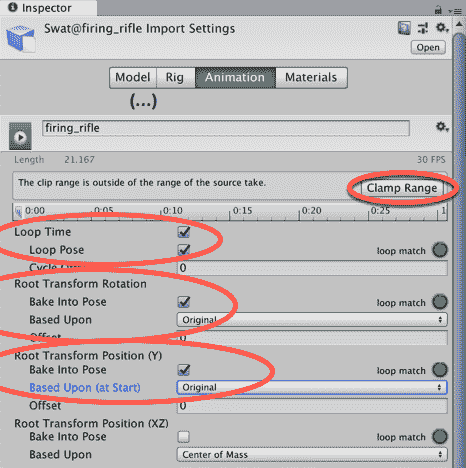 Inspector
Swat@firing_rifle Import Settings
Open
Model Rig Animation Materials
(...)
firing_rifle
Length 21.167 30 FPS
The clip range is outside of the range of the source take. Clamp Range
0:00 0:05 0:10 0:15 0:20 0:25 1
Loop Time
Loop Pose loop match
0
Root Transform Rotation
Bake Into Pose loop match
Based Upon Original
Offset 0
Root Transform Position (Y)
Bake Into Pose loop match
Based Upon (at Start) Original
Offset 0
Root Transform Position (XZ)
Bake Into Pose loop match
Based Upon Center of Mass